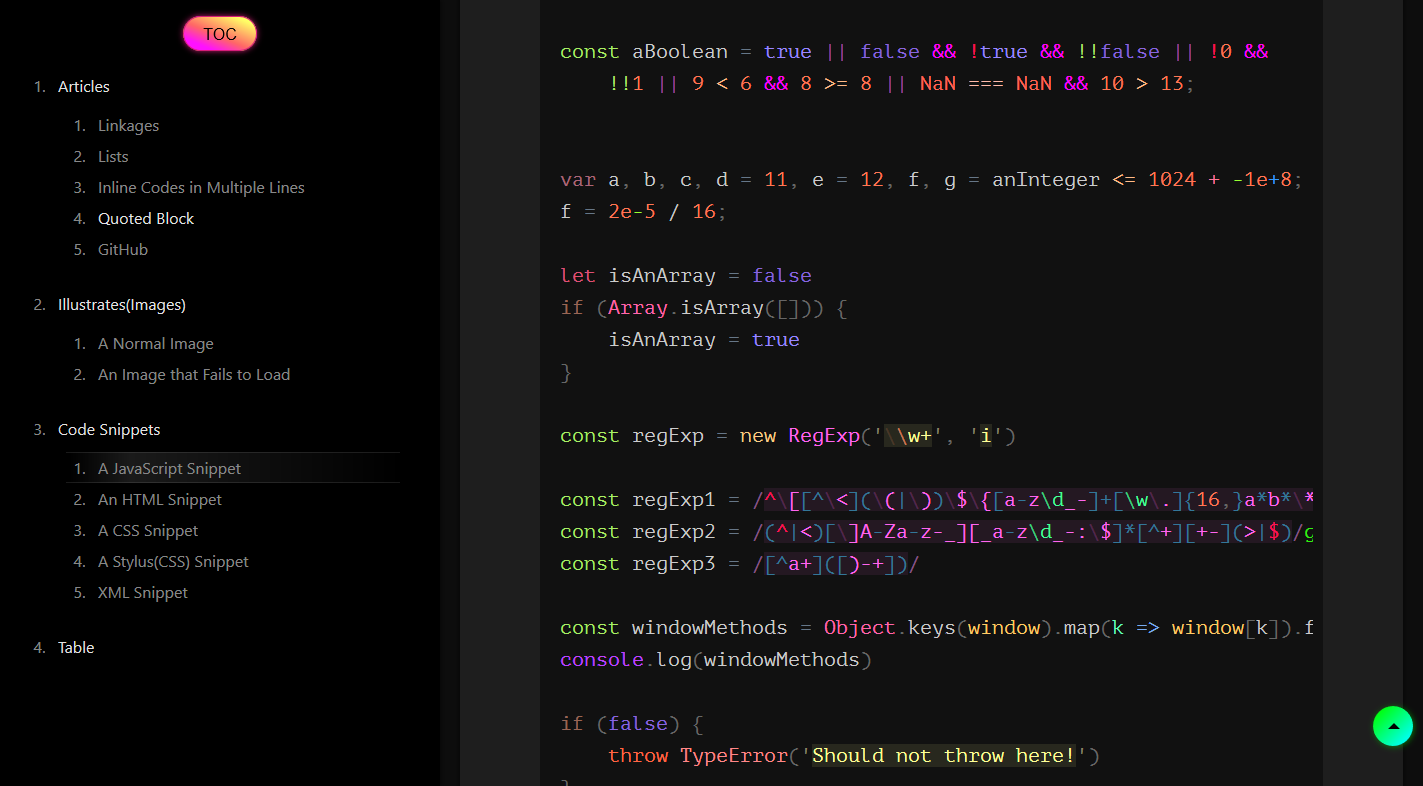 TOC
1. Articles
1. Linkages
2. Lists
3. Inline Codes in Multiple Lines
4. Quoted Block
5. GitHub
2. Illustrates(Images)
1. A Normal Image
2. An Image that Fails to Load
3. Code Snippets
1. A JavaScript Snippet
2. An HTML Snippet
3. A CSS Snippet
4. A Stylus(CSS) Snippet
5. XML Snippet
4. Table
const aBoolean = true || false && !true && !!false || !0 &&
!!1 || 9 < 6 && 8 >= 8 || NaN === NaN && 10 > 13;
var a, b, c, d = 11, e = 12, f, g = anInteger <= 1024 + -1e+8;
f = 2e-5 / 16;
let isAnArray = false
if (Array.isArray([])) {
isAnArray = true
}
const regExp = new RegExp('\\w+', 'i')
const regExp1 = /^\[[^\<](\(|\))\$\{[a-z\d_-]+[\w\.]{16,}a*b*\*
const regExp2 = /(^|<)[\]A-Za-z-_][_a-z\d_-:\$]*[^+][+-](>|$)/g
const regExp3 = /[^a+]([)-+])/
const windowMethods = Object.keys(window).map(k => window[k]).f
console.log(windowMethods)
if (false) {
throw TypeError('Should not throw here!')